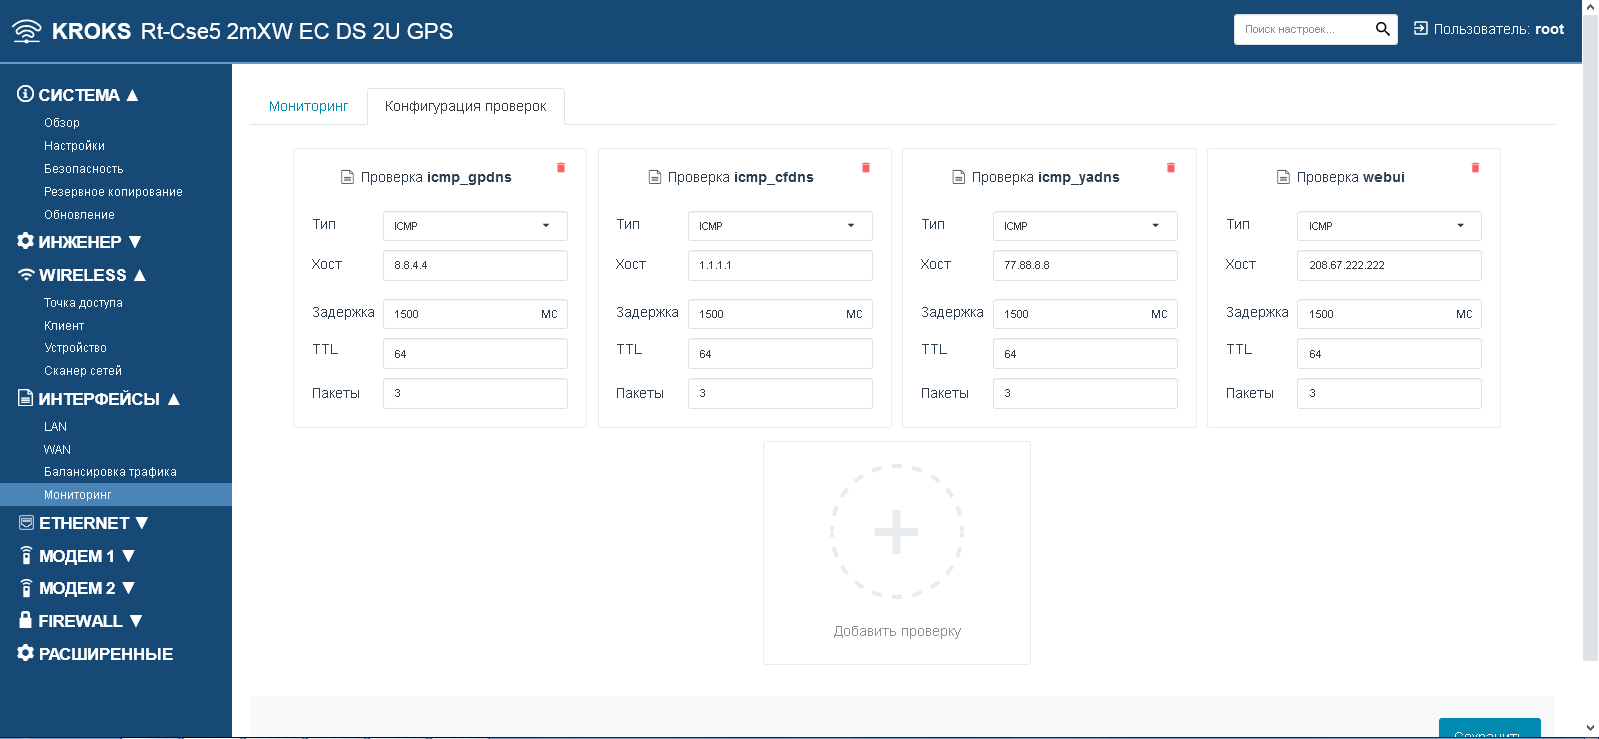 KROKS Rt-Cse5 2mXW EC DS 2U GPS
Поиск настроек...
Пользователь: root
СИСТЕМА ▲
Обзор
Настройки
Безопасность
Резервное копирование
Обновление
ИНЖЕНЕР ▼
WIRELESS ▲
Точка доступа
Клиент
Устройство
Сканер сетей
ИНТЕРФЕЙСЫ ▲
LAN
WAN
Балансировка трафика
Мониторинг
ETHERNET ▼
МОДЕМ 1 ▼
МОДЕМ 2 ▼
FIREWALL ▼
РАСШИРЕННЫЕ
Мониторинг
Конфигурация проверок
Проверка icmp_gpdns
Тип ICMP
Хост 8.8.4.4
Задержка 1500 МС
TTL 64
Пакеты 3
Проверка icmp_cfdns
Тип ICMP
Хост 1.1.1.1
Задержка 1500 МС
TTL 64
Пакеты 3
Проверка icmp_yadns
Тип ICMP
Хост 77.88.8.8
Задержка 1500 МС
TTL 64
Пакеты 3
Проверка webui
Тип ICMP
Хост 208.67.222.222
Задержка 1500 МС
TTL 64
Пакеты 3
Добавить проверку
Сохранить